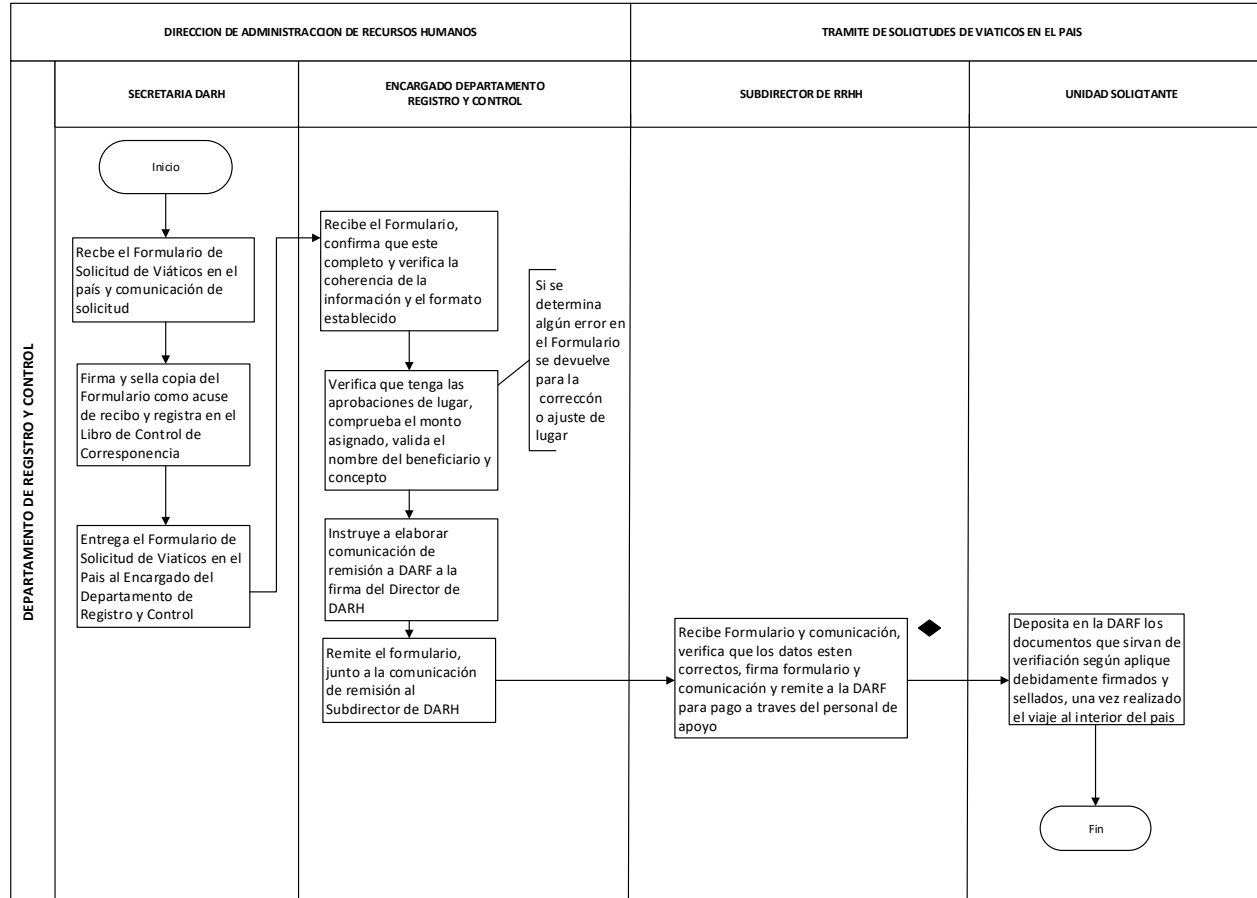 DIRECCION DE ADMINISTRACCION DE RECURSOS HUMANOS
TRAMITE DE SOLICITUDES DE VIATICOS EN EL PAIS
DEPARTAMENTO DE REGISTRO Y CONTROL
SECRETARIA DARH
ENCARGADO DEPARTAMENTO
REGISTRO Y CONTROL
SUBDIRECTOR DE RRHH
UNIDAD SOLICITANTE
Inicio
Recbe el Formulario de
Solicitud de Viáticos en el
país y comunicación de
solicitud
Firma y sella copia del
Formulario como acuse
de recibo y registra en el
Libro de Control de
Corresponencia
Entrega el Formulario de
Solicitud de Viaticos en el
Pais al Encargado del
Departamento de
Registro y Control
Recibe el Formulario,
confirma que este
completo y verifica la
coherencia de la
información y el formato
establecido
Si se
determina
algún error en
el Formulario
se devuelve
para la
correccón
o ajuste de
lugar
Verifica que tenga las
aprobaciones de lugar,
comprueba el monto
asignado, valida el
nombre del beneficiario y
concepto
Instruye a elaborar
comunicación de
remisión a DARF a la
firma del Director de
DARH
Remite el formulario,
junto a la comunicación
de remisión al
Subdirector de DARH
Recibe Formulario y comunicación,
verifica que los datos esten
correctos, firma formulario y
comunicación y remite a la DARF
para pago a traves del personal de
apoyo
Deposita en la DARF los
documentos que sirvan de
verifiación según aplique
debidamente firmados y
sellados, una vez realizado
el viaje al interior del pais
Fin